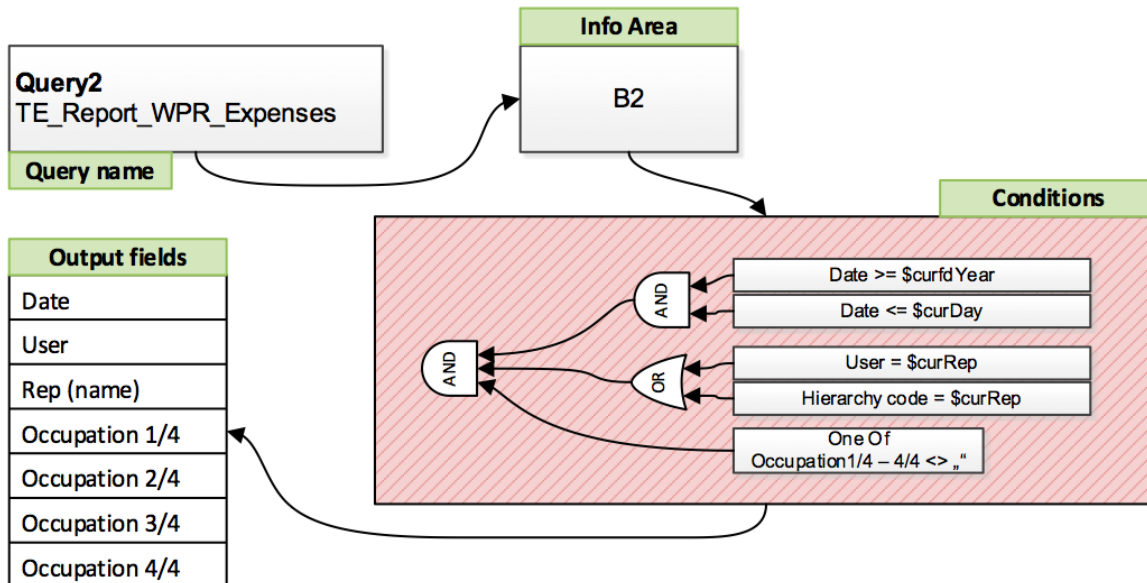 Query2
TE_Report_WPR_Expenses
Query name
Info Area
B2
Conditions
Date >= $curfdYear
Date <= $curDay
AND
User = $curRep
Hierarchy code = $curRep
OR
AND
One Of
Occupation1/4 – 4/4 <> „“
Output fields
Date
User
Rep (name)
Occupation 1/4
Occupation 2/4
Occupation 3/4
Occupation 4/4